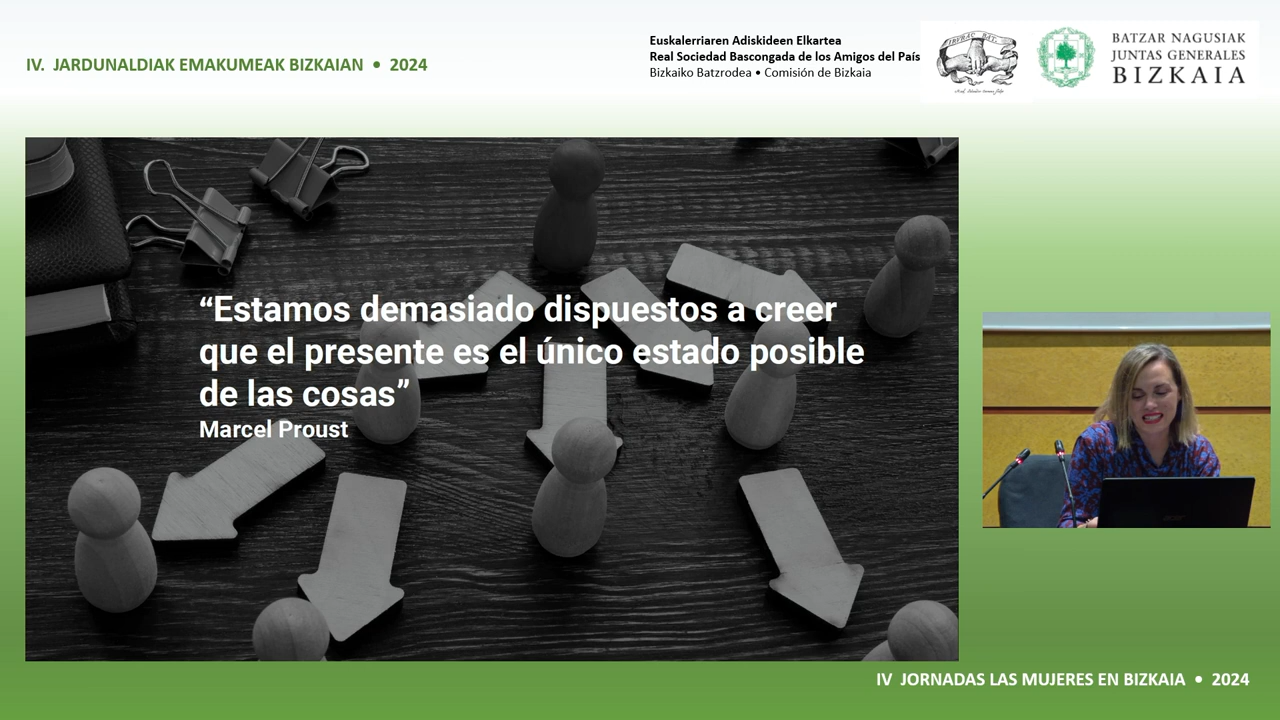 IV. JARDUNALDIAK EMAKUMEAK BIZKAIAN • 2024
Euskalerriaren Adiskideen Elkartea
Real Sociedad Bascongada de los Amigos del País
Bizkaiko Batzrodea • Comisión de Bizkaia
IRURAC BAT
BATZAR NAGUSIAK
JUNTAS GENERALES
BIZKAIA
“Estamos demasiado dispuestos a creer
que el presente es el único estado posible
de las cosas”
Marcel Proust
IV JORNADAS LAS MUJERES EN BIZKAIA • 2024